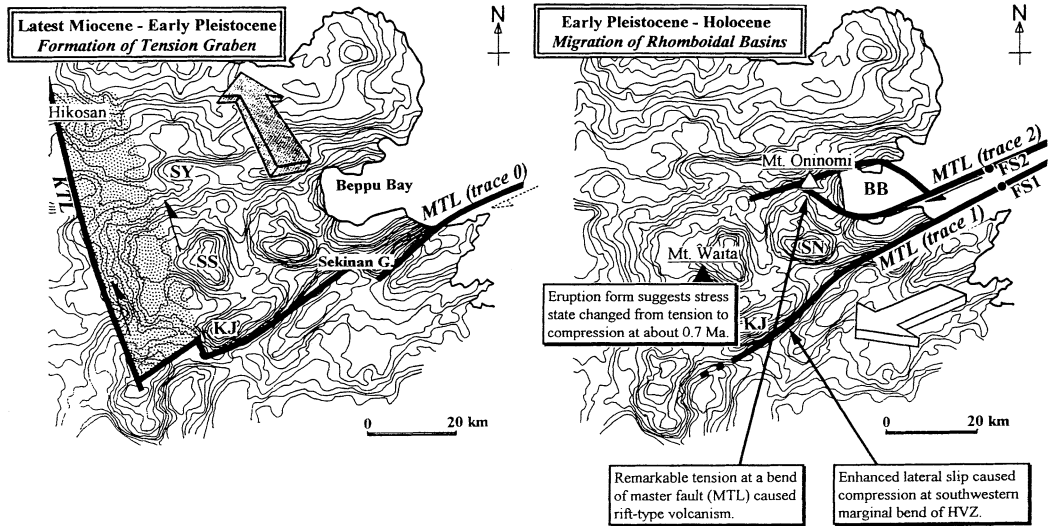 Latest Miocene - Early Pleistocene
Formation of Tension Graben
N
Hikosan
KTL
SY
Beppu Bay
MTL (trace 0)
SS
Sekinan G.
KJ
0 20 km
Early Pleistocene - Holocene
Migration of Rhomboidal Basins
N
Mt. Oninomi
MTL (trace 2)
FS2
FS1
BB
MTL (trace 1)
SN
Mt. Waita
Eruption form suggests stress
state changed from tension to
compression at about 0.7 Ma.
KJ
0 20 km
Remarkable tension at a bend
of master fault (MTL) caused
rift-type volcanism.
Enhanced lateral slip caused
compression at southwestern
marginal bend of HVZ.